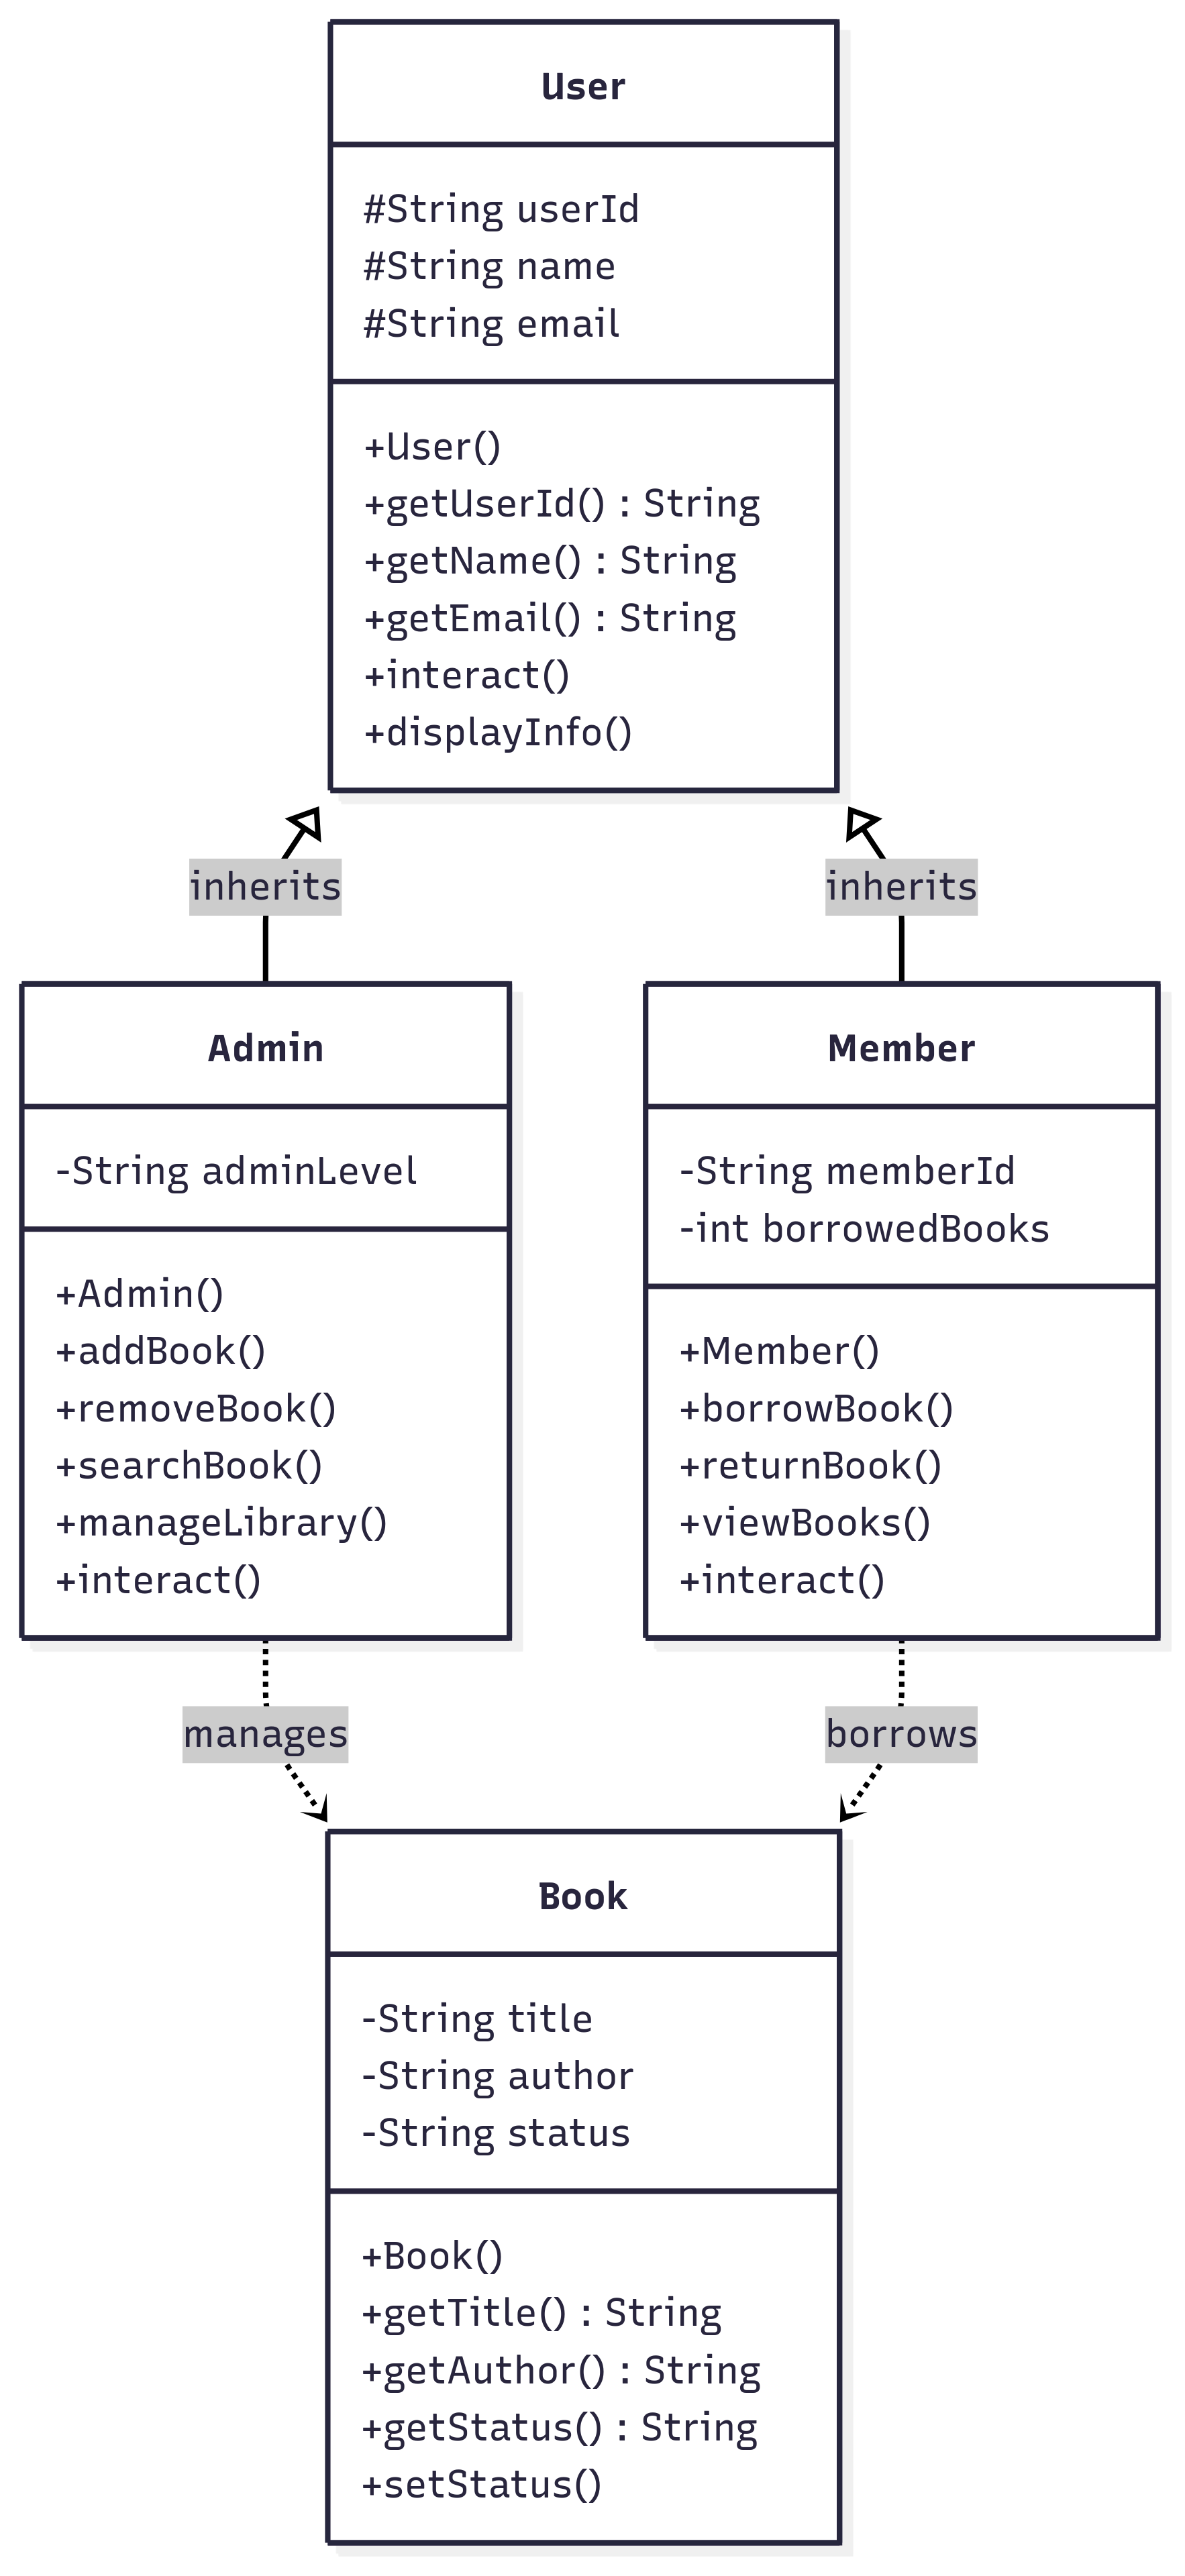 User
#String userId
#String name
#String email
+User()
+getUserId() : String
+getName() : String
+getEmail() : String
+interact()
+displayInfo()
inherits
inherits
Admin
-String adminLevel
+Admin()
+addBook()
+removeBook()
+searchBook()
+manageLibrary()
+interact()
Member
-String memberId
-int borrowedBooks
+Member()
+borrowBook()
+returnBook()
+viewBooks()
+interact()
manages
borrows
Book
-String title
-String author
-String status
+Book()
+getTitle() : String
+getAuthor() : String
+getStatus() : String
+setStatus()